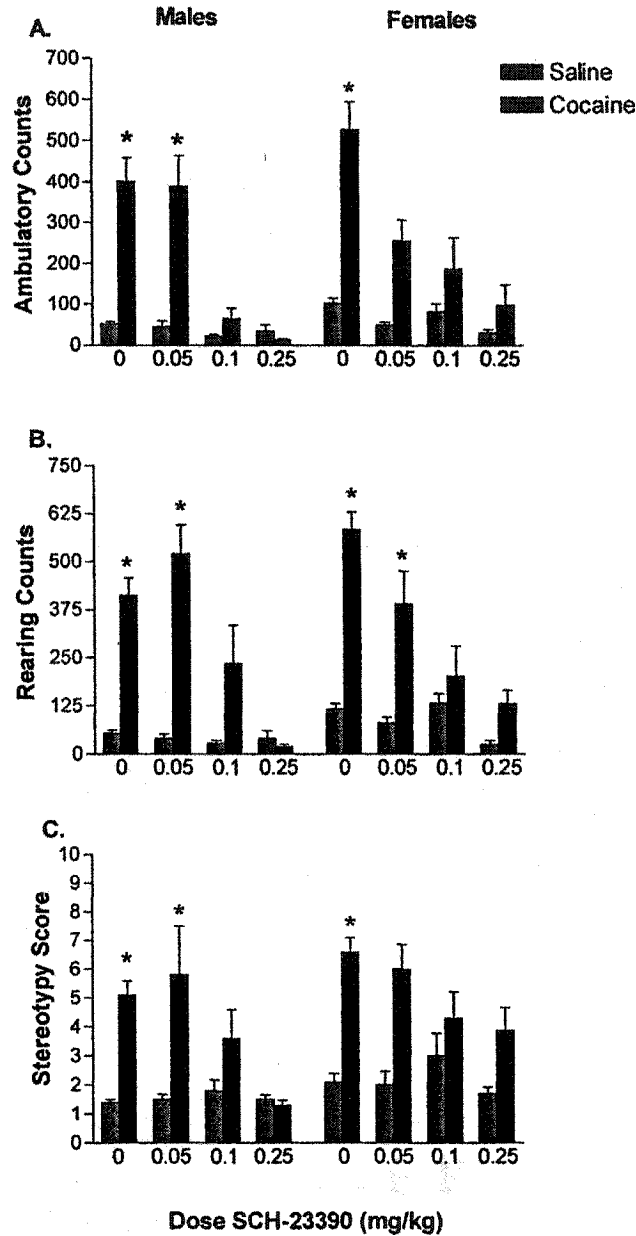 Males Females
A.
Saline
Cocaine
Ambulatory Counts
700
600
500
400
300
200
100
0
* * *
0 0.05 0.1 0.25 0 0.05 0.1 0.25
B.
Rearing Counts
750
625
500
375
250
125
0
* * * *
0 0.05 0.1 0.25 0 0.05 0.1 0.25
C.
Stereotypy Score
10
9
8
7
6
5
4
3
2
1
0
* * *
0 0.05 0.1 0.25 0 0.05 0.1 0.25
Dose SCH-23390 (mg/kg)